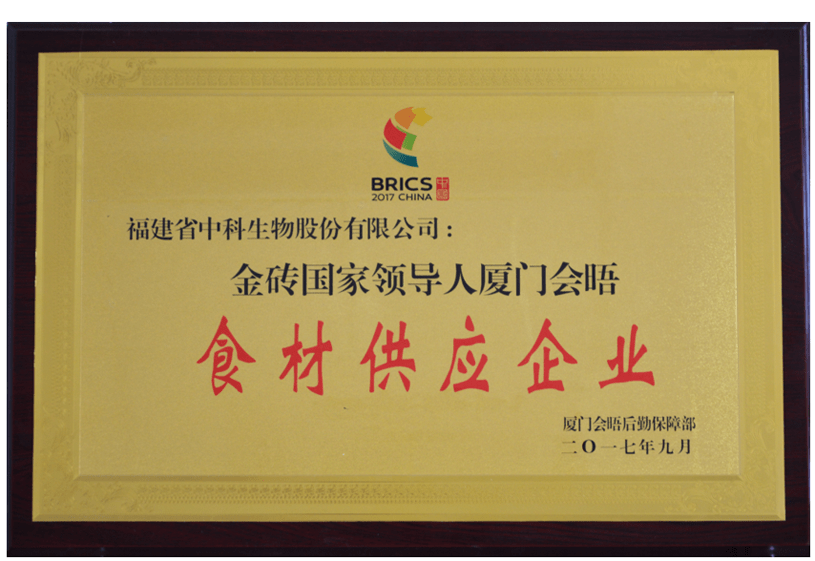 BRICS 中国
2017 CHINA
福建省中科生物股份有限公司：
金砖国家领导人厦门会晤
食材供应企业
厦门会晤后勤保障部
二O一七年九月